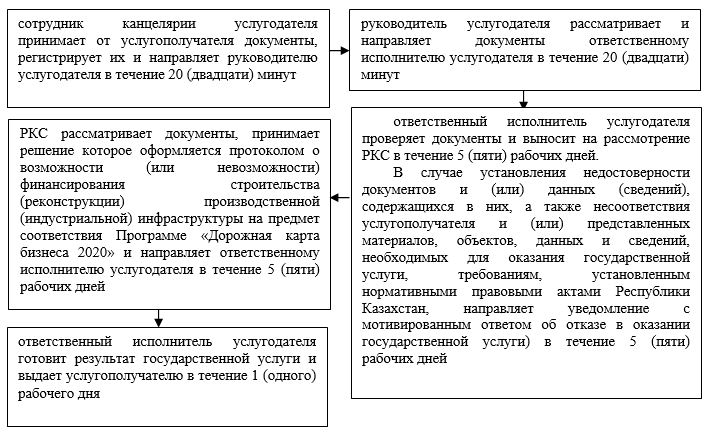 сотрудник канцелярии услугодателя
принимает от услугополучателя документы,
регистрирует их и направляет руководителю
услугодателя в течение 20 (двадцати) минут
руководитель услугодателя рассматривает и
направляет документы ответственному
исполнителю услугодателя в течение 20 (двадцати)
минут
ответственный исполнитель услугодателя
проверяет документы и выносит на рассмотрение
РКС в течение 5 (пяти) рабочих дней.
В случае установления недостоверности
документов и (или) данных (сведений),
содержащихся в них, а также несоответствия
услугополучателя и (или) представленных
материалов, объектов, данных и сведений,
необходимых для оказания государственной
услуги, требованиям, установленным
нормативными правовыми актами Республики
Казахстан, направляет уведомление с
мотивированным ответом об отказе в оказании
государственной услуги) в течение 5 (пяти)
рабочих дней
РКС рассматривает документы, принимает
решение которое оформляется протоколом о
возможности (или невозможности)
финансирования строительства
(реконструкции) производственной
(индустриальной) инфраструктуры на предмет
соответствия Программе «Дорожная карта
бизнеса 2020» и направляет ответственному
исполнителю услугодателя в течение 5 (пяти)
рабочих дней
ответственный исполнитель услугодателя
готовит результат государственной услуги и
выдает услугополучателю в течение 1 (одного)
рабочего дня